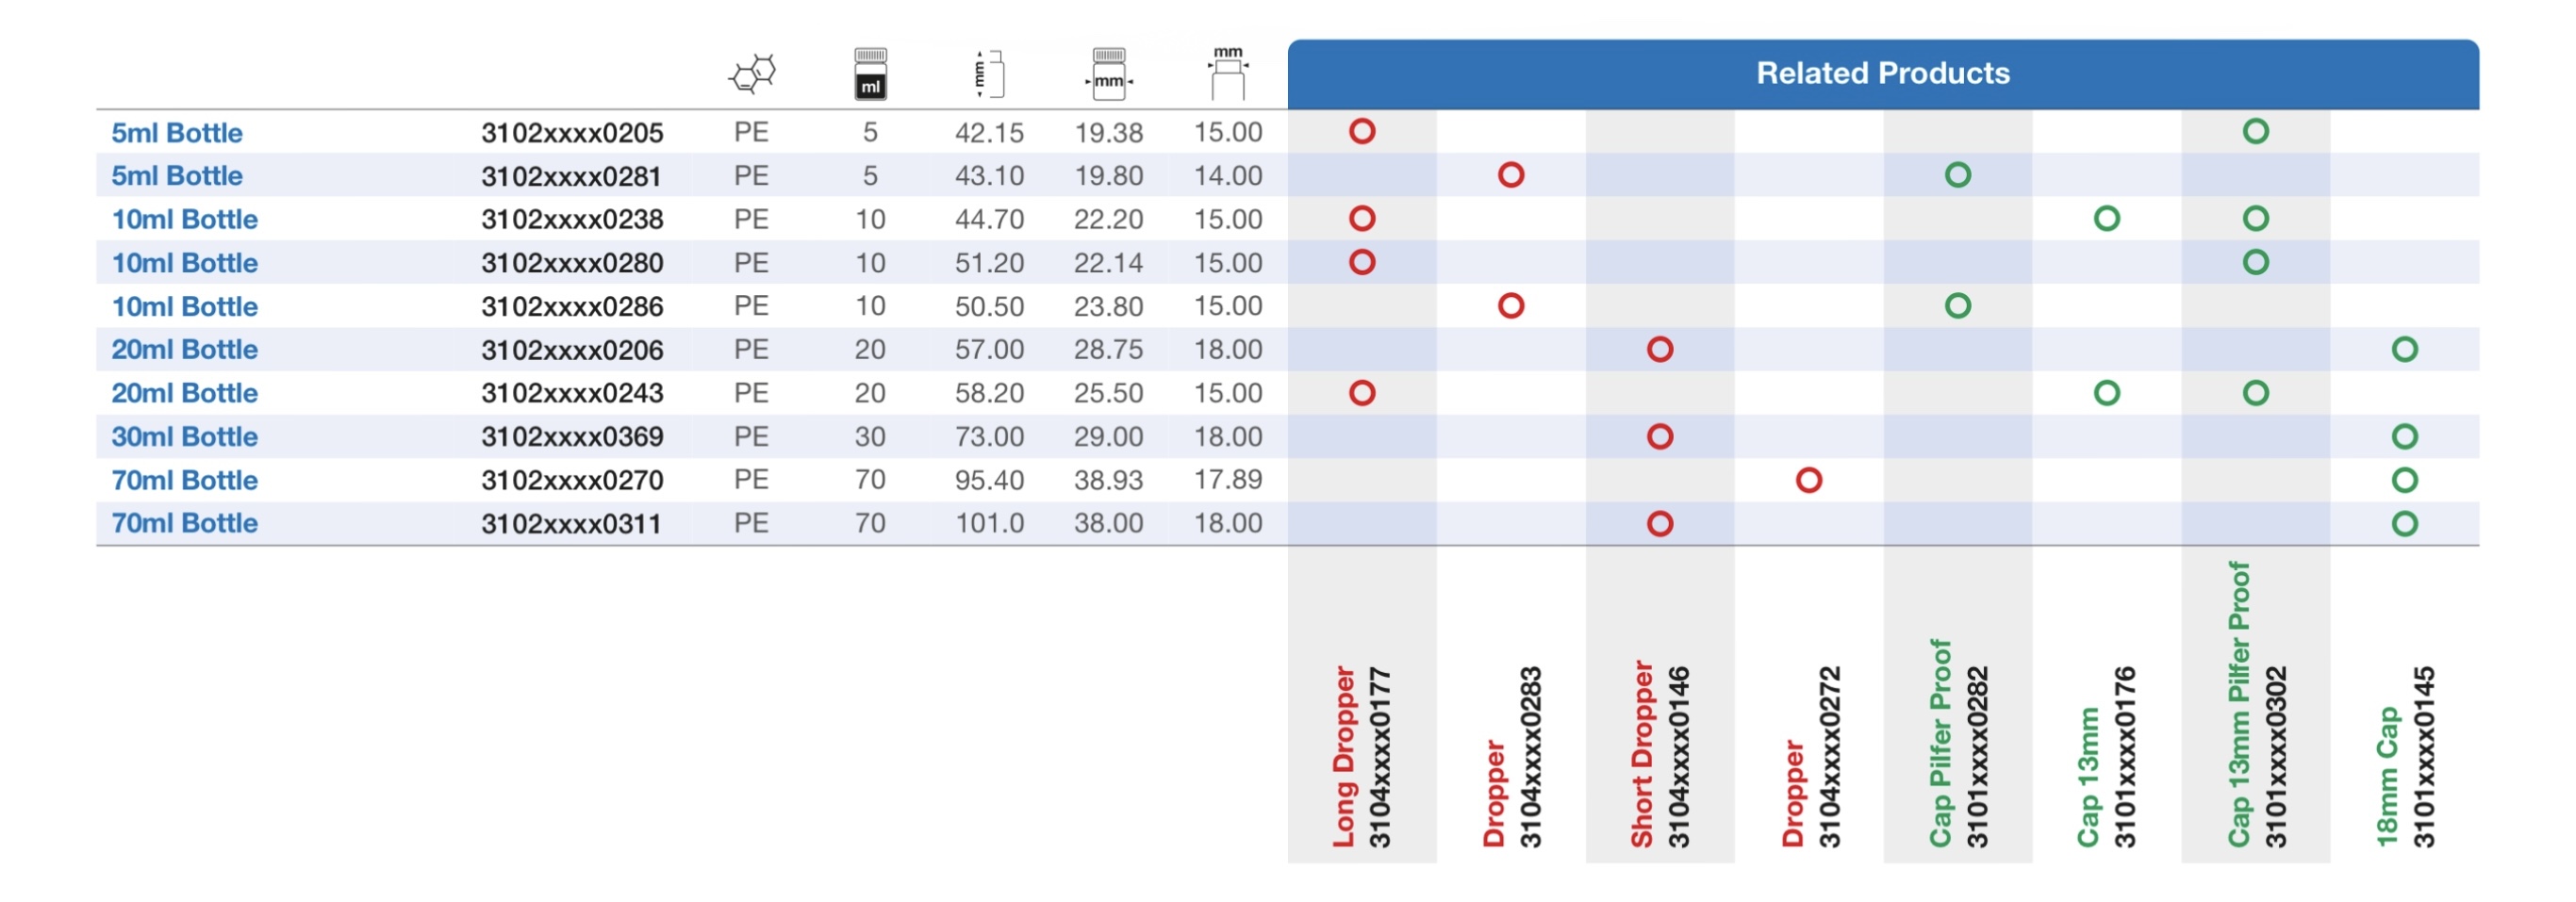 ml
mm
mm
mm
Related Products
5ml Bottle 3102xxxx0205 PE 5 42.15 19.38 15.00
5ml Bottle 3102xxxx0281 PE 5 43.10 19.80 14.00
10ml Bottle 3102xxxx0238 PE 10 44.70 22.20 15.00
10ml Bottle 3102xxxx0280 PE 10 51.20 22.14 15.00
10ml Bottle 3102xxxx0286 PE 10 50.50 23.80 15.00
20ml Bottle 3102xxxx0206 PE 20 57.00 28.75 18.00
20ml Bottle 3102xxxx0243 PE 20 58.20 25.50 15.00
30ml Bottle 3102xxxx0369 PE 30 73.00 29.00 18.00
70ml Bottle 3102xxxx0270 PE 70 95.40 38.93 17.89
70ml Bottle 3102xxxx0311 PE 70 101.0 38.00 18.00
Long Dropper
3104xxxx0177
Dropper
3104xxxx0283
Short Dropper
3104xxxx0146
Dropper
3104xxxx0272
Cap Pilfer Proof
3101xxxx0282
Cap 13mm
3101xxxx0176
Cap 13mm Pilfer Proof
3101xxxx0302
18mm Cap
3101xxxx0145